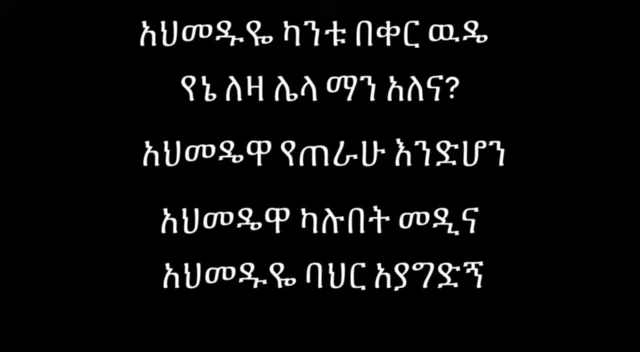 አህመዱዬ ካንቱ በቀር ዉዴ
የኔ ለዛ ሌላ ማን አለና?
አህመዴዋ የጠራሁ እንድሆን
አህመዴዋ ካሉበት መዲና
አህመዱዬ ባህር አያግድኝ